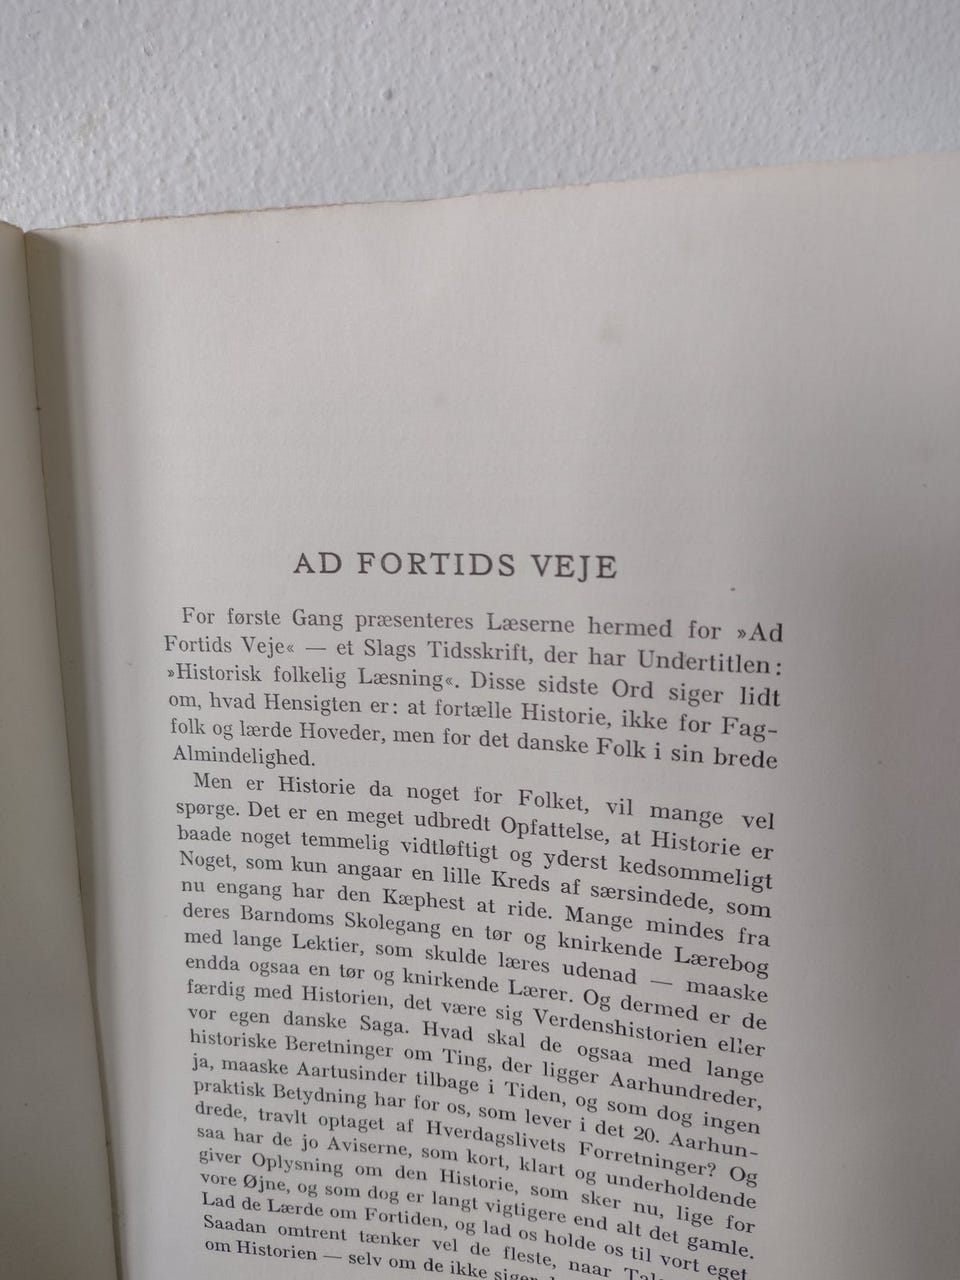 AD FORTIDS VEJE
For første Gang præsenteres Læserne hermed for »Ad
Fortids Veje« — et Slags Tidsskrift, der har Undertitlen:
»Historisk folkelig Læsning«. Disse sidste Ord siger lidt
om, hvad Hensigten er: at fortælle Historie, ikke for Fag-
folk og lærde Hoveder, men for det danske Folk i sin brede
Almindelighed.
Men er Historie da noget for Folket, vil mange vel
spørge. Det er en meget udbredt Opfattelse, at Historie er
baade noget temmelig vidtløftigt og yderst kedsommeligt
Noget, som kun angaar en lille Kreds af særsindede, som
nu engang har den Kæphest at ride. Mange mindes fra
deres Barndoms Skolegang en tør og knirkende Lærebog
med lange Lektier, som skulde læres udenad — maaske
endda ogsaa en tør og knirkende Lærer. Og dermed er de
færdig med Historien, det være sig Verdenshistorien eller
vor egen danske Saga. Hvad skal de ogsaa med lange
historiske Beretninger om Ting, der ligger Aarhundreder,
ja, maaske Aartusinder tilbage i Tiden, og som dog ingen
praktisk Betydning har for os, som lever i det 20. Aarhun-
drede, travlt optaget af Hverdagslivets Forretninger? Og
saa har de jo Aviserne, som kort, klart og underholdende
giver Oplysning om den Historie, som sker nu, lige for
vore Øjne, og som dog er langt vigtigere end alt det gamle.
Lad de Lærde om Fortiden, og lad os holde os til vort eget
Saadan omtrent tænker vel de fleste, naar
om Historien — selv om de ikke